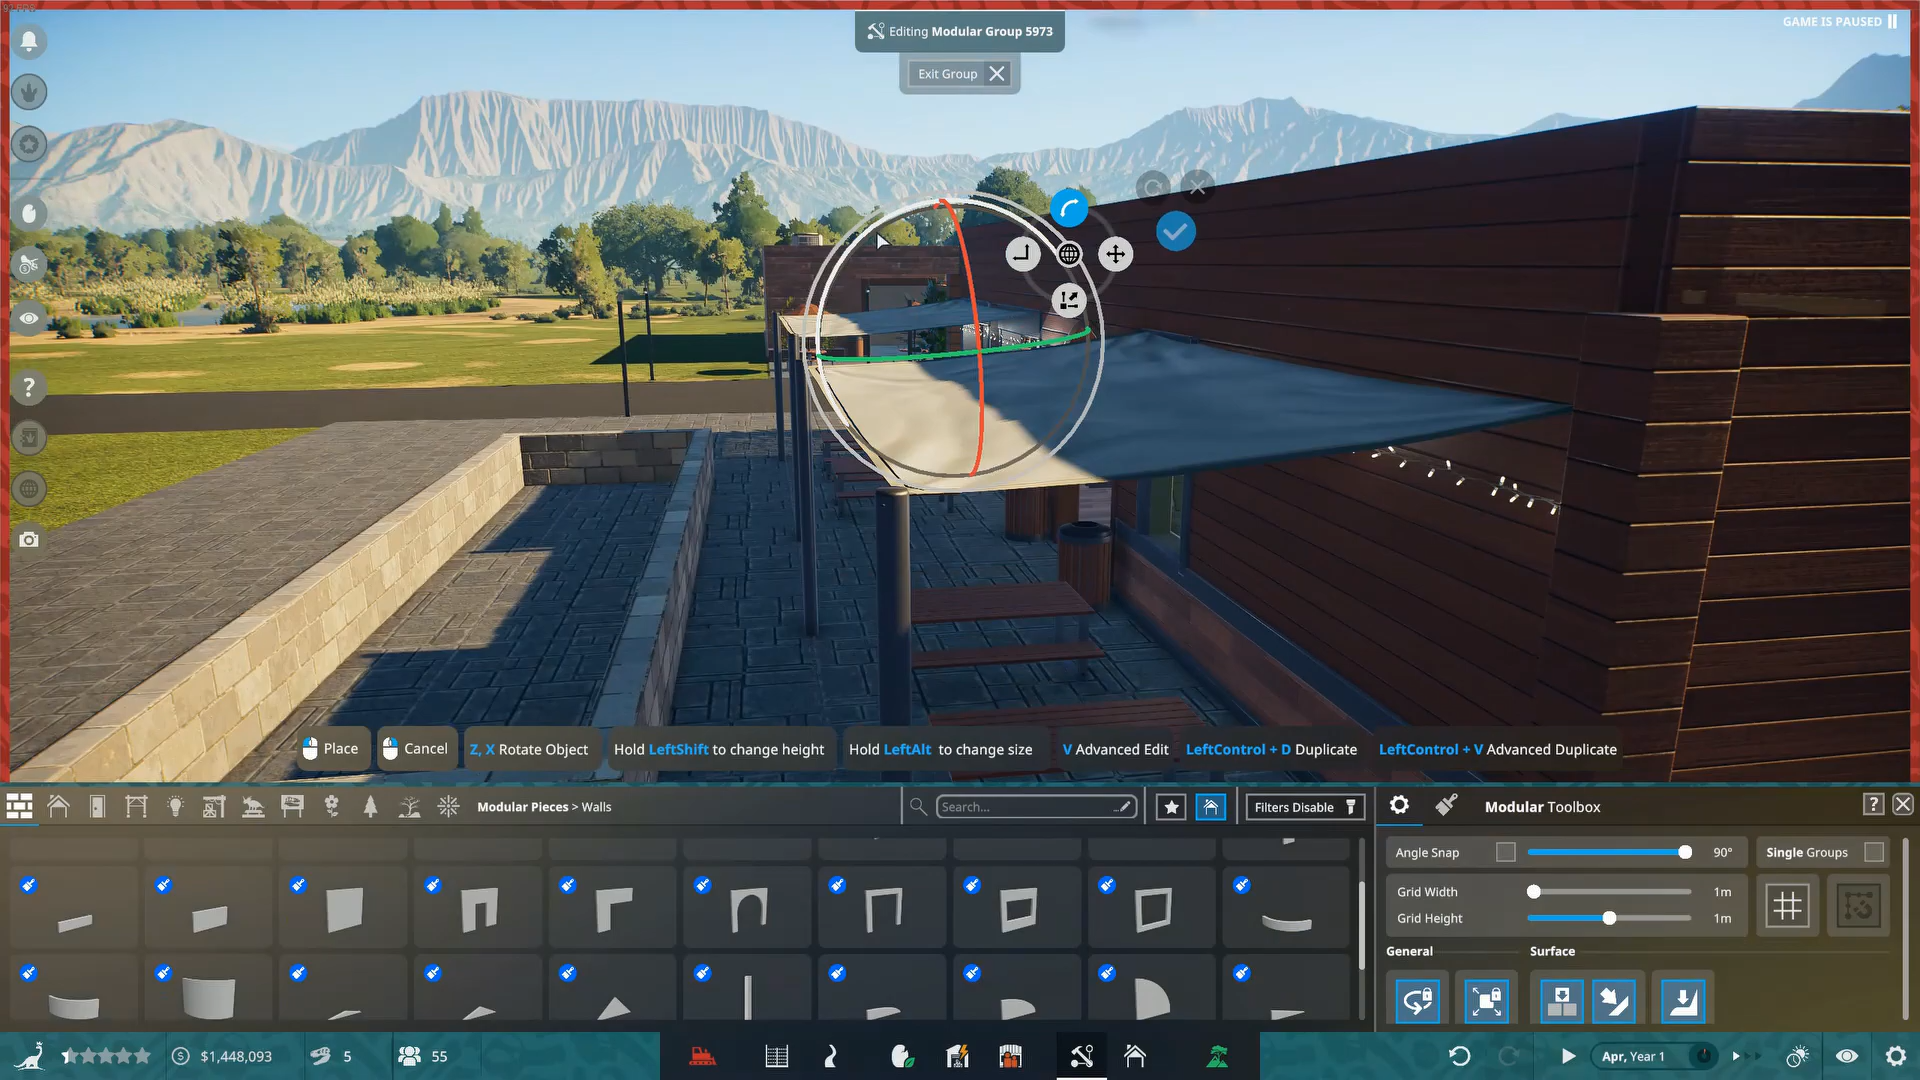 91 FPS
Editing Modular Group 5973
GAME IS PAUSED
Exit Group
?
Place
Cancel
Z, X Rotate Object
Hold LeftShift to change height
Hold LeftAlt to change size
V Advanced Edit
LeftControl + D Duplicate
LeftControl + V Advanced Duplicate
Modular Pieces > Walls
Search...
Filters Disable
Modular Toolbox
?
Angle Snap
90°
Single Groups
Grid Width
1m
Grid Height
1m
General
Surface
$1,448,093
5
55
Apr, Year 1